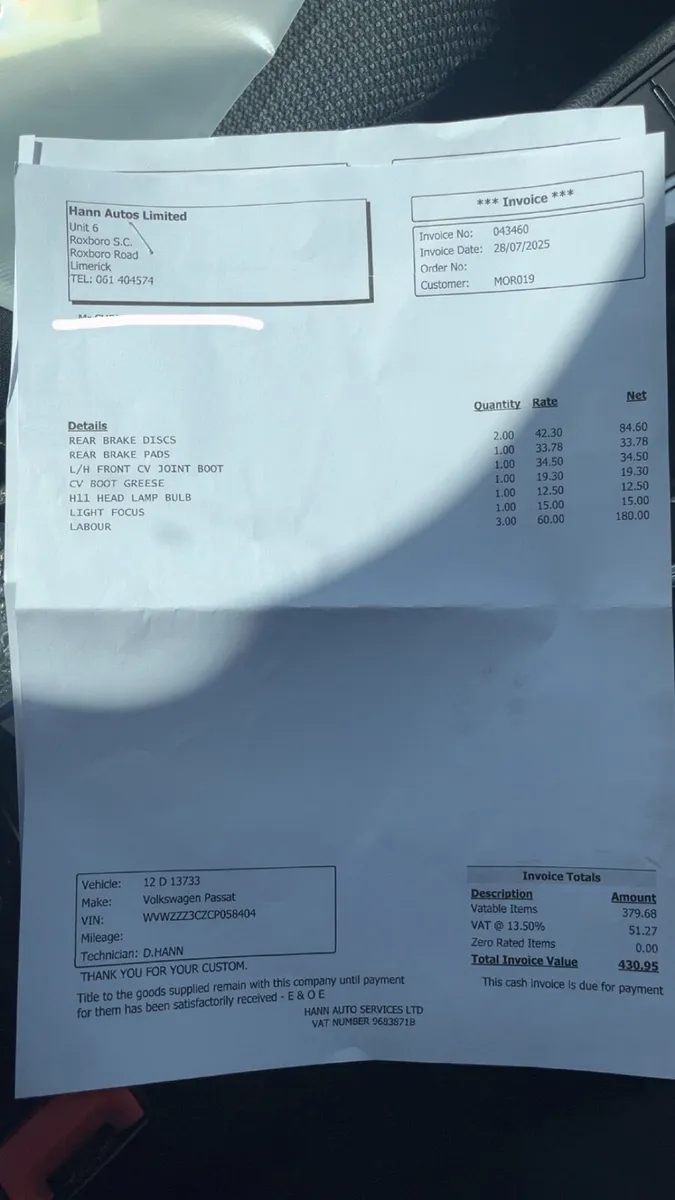 Hann Autos Limited
Unit 6
Roxboro S.C.
Roxboro Road
Limerick
TEL: 061 404574
*** Invoice ***
Invoice No: 043460
Invoice Date: 28/07/2025
Order No:
Customer: MOR019
Details Quantity Rate Net
REAR BRAKE DISCS 2.00 42.30 84.60
REAR BRAKE PADS 1.00 33.78 33.78
L/H FRONT CV JOINT BOOT 1.00 34.50 34.50
CV BOOT GREESE 1.00 19.30 19.30
H11 HEAD LAMP BULB 1.00 12.50 12.50
LIGHT FOCUS 1.00 15.00 15.00
LABOUR 3.00 60.00 180.00
Vehicle: 12 D 13733
Make: Volkswagen Passat
VIN: WVWZZZ3CZCP058404
Mileage:
Technician: D.HANN
Invoice Totals
Description Amount
Vatable Items 379.68
VAT @ 13.50% 51.27
Zero Rated Items 0.00
Total Invoice Value 430.95
THANK YOU FOR YOUR CUSTOM.
Title to the goods supplied remain with this company until payment
for them has been satisfactorily received - E & O E
This cash invoice is due for payment
HANN AUTO SERVICES LTD
VAT NUMBER 9683871B